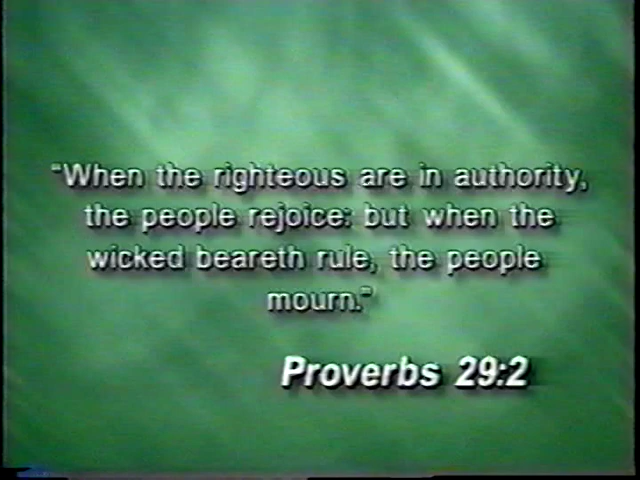 "When the righteous are in authority,
the people rejoice: but when the
wicked beareth rule, the people
mourn."
Proverbs 29:2